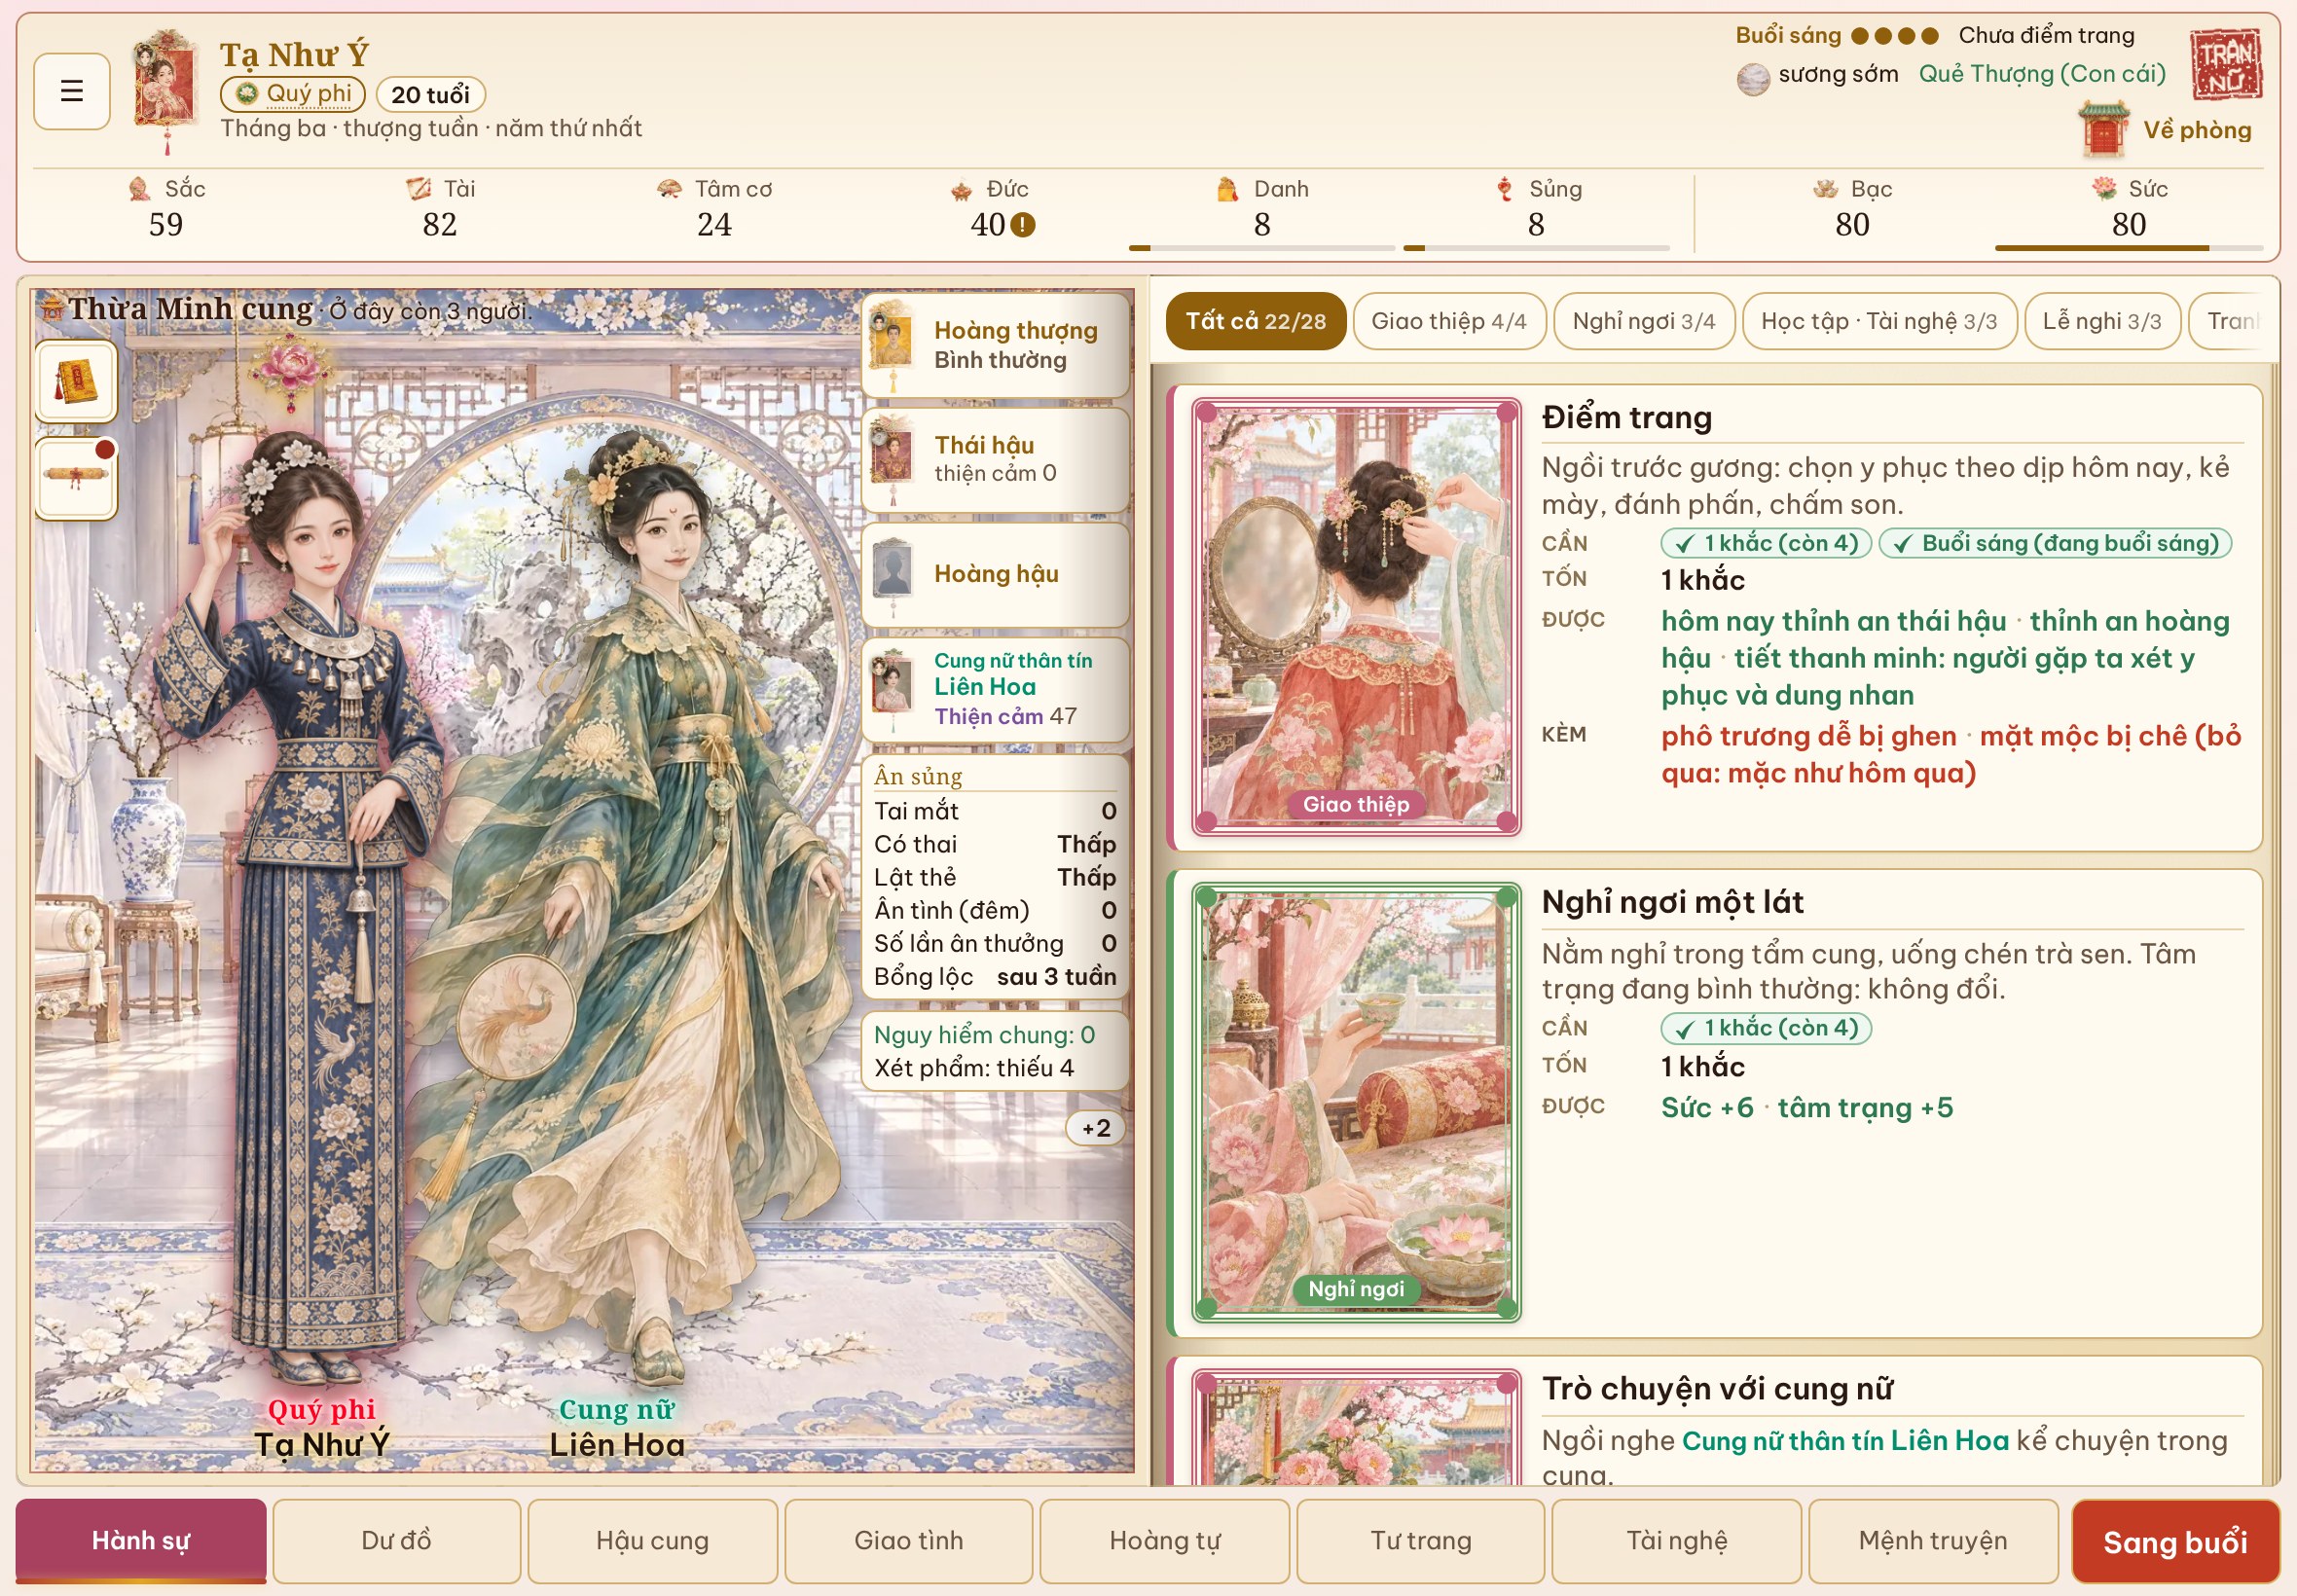 ☰
Tạ Như Ý
Quý phi
20 tuổi
Tháng ba · thượng tuần · năm thứ nhất
Buổi sáng
Chưa điểm trang
sương sớm
Quẻ Thượng (Con cái)
TRÂN
NỮ
Về phòng
Sắc
59
Tài
82
Tâm cơ
24
Đức
40 !
Danh
8
Sủng
8
Bạc
80
Sức
80
Thừa Minh cung · Ở đây còn 3 người.
Hoàng thượng
Bình thường
Thái hậu
thiện cảm 0
Hoàng hậu
Cung nữ thân tín
Liên Hoa
Thiện cảm 47
Ân sủng
Tai mắt 0
Có thai Thấp
Lật thẻ Thấp
Ân tình (đêm) 0
Số lần ân thưởng 0
Bổng lộc sau 3 tuần
Nguy hiểm chung: 0
Xét phẩm: thiếu 4
+2
Quý phi
Tạ Như Ý
Cung nữ
Liên Hoa
Tất cả 22/28
Giao thiệp 4/4
Nghỉ ngơi 3/4
Học tập · Tài nghệ 3/3
Lễ nghi 3/3
Giao thiệp
Điểm trang
Ngồi trước gương: chọn y phục theo dịp hôm nay, kẻ
mày, đánh phấn, chấm son.
CẦN ✓ 1 khắc (còn 4) ✓ Buổi sáng (đang buổi sáng)
TỐN 1 khắc
ĐƯỢC hôm nay thỉnh an thái hậu · thỉnh an hoàng
hậu · tiết thanh minh: người gặp ta xét y
phục và dung nhan
KÈM phô trương dễ bị ghen · mặt mộc bị chê (bỏ
qua: mặc như hôm qua)
Nghỉ ngơi
Nghỉ ngơi một lát
Nằm nghỉ trong tẩm cung, uống chén trà sen. Tâm
trạng đang bình thường: không đổi.
CẦN ✓ 1 khắc (còn 4)
TỐN 1 khắc
ĐƯỢC Sức +6 · tâm trạng +5
Trò chuyện với cung nữ
Ngồi nghe Cung nữ thân tín Liên Hoa kể chuyện trong
cung.
Hành sự
Dư đồ
Hậu cung
Giao tình
Hoàng tự
Tư trang
Tài nghệ
Mệnh truyện
Sang buổi